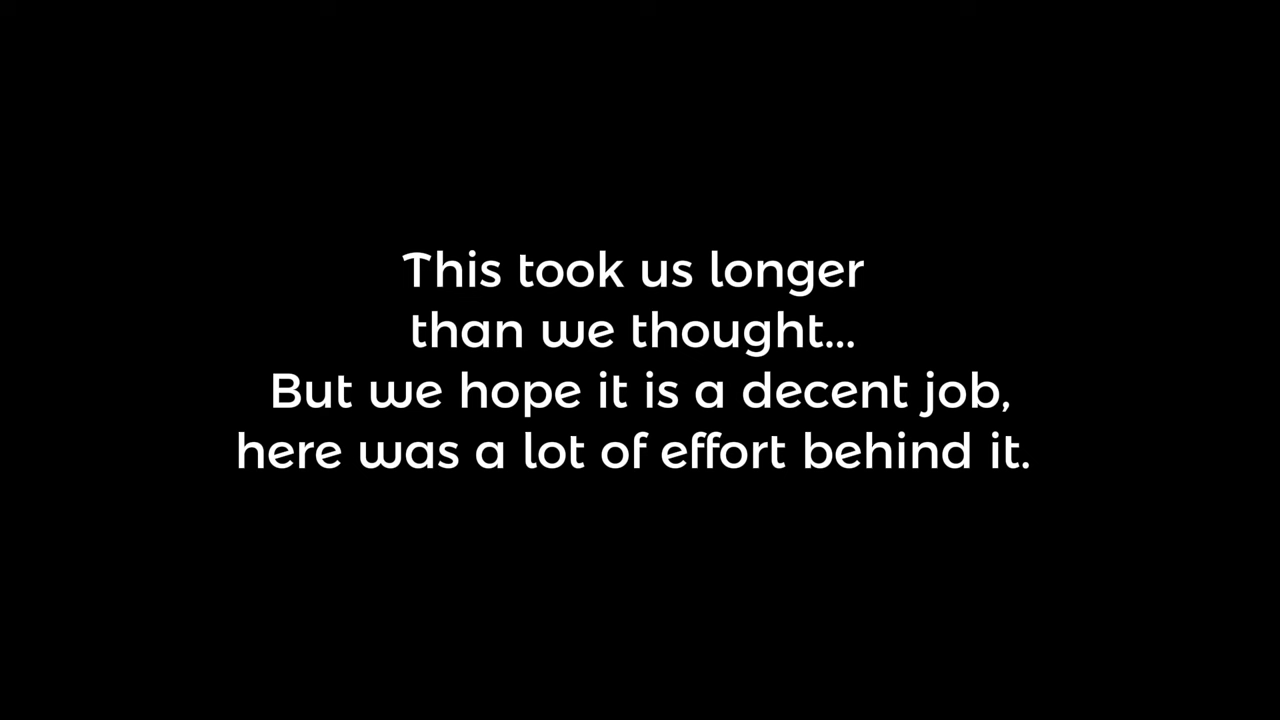 This took us longer
than we thought...
But we hope it is a decent job,
here was a lot of effort behind it.